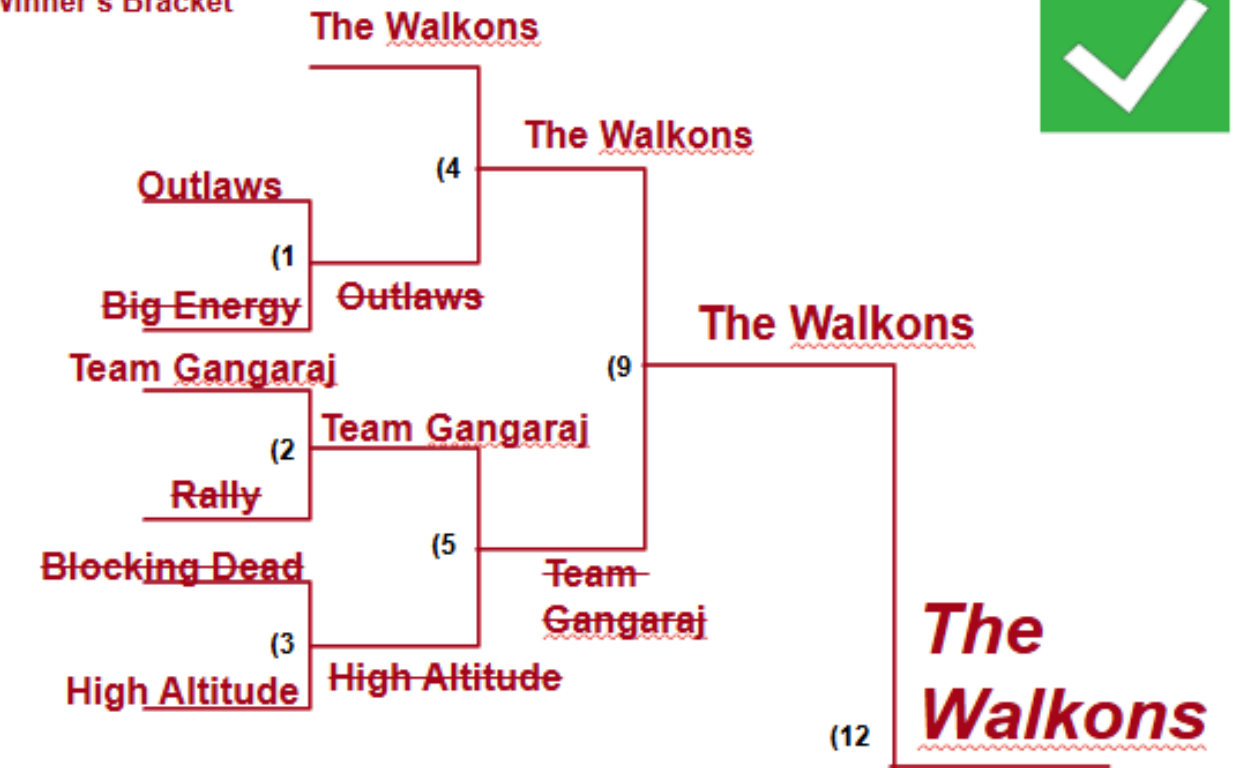 Winner's Bracket
The Walkons
The Walkons
(4
Outlaws
(1
Big Energy
Outlaws
The Walkons
Team Gangaraj
(9
Team Gangaraj
(2
Rally
(5
Blocking Dead
Team
Gangaraj
(3
High Altitude
High Altitude
The
Walkons
(12